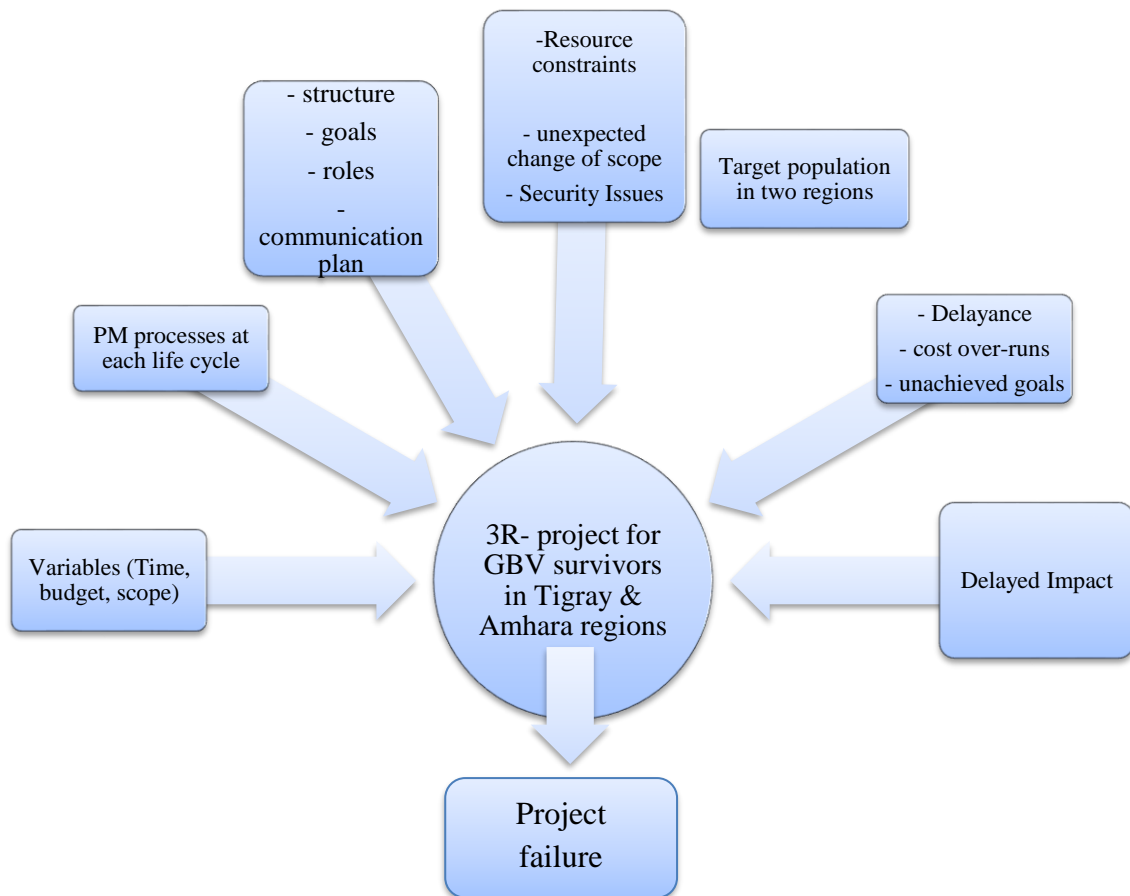 -Resource
constraints
- unexpected
change of scope
- Security Issues
- structure
- goals
- roles
-
communication
plan
Target population
in two regions
PM processes at
each life cycle
- Delayance
- cost over-runs
- unachieved goals
Variables (Time,
budget, scope)
3R- project for
GBV survivors
in Tigray &
Amhara regions
Delayed Impact
Project
failure